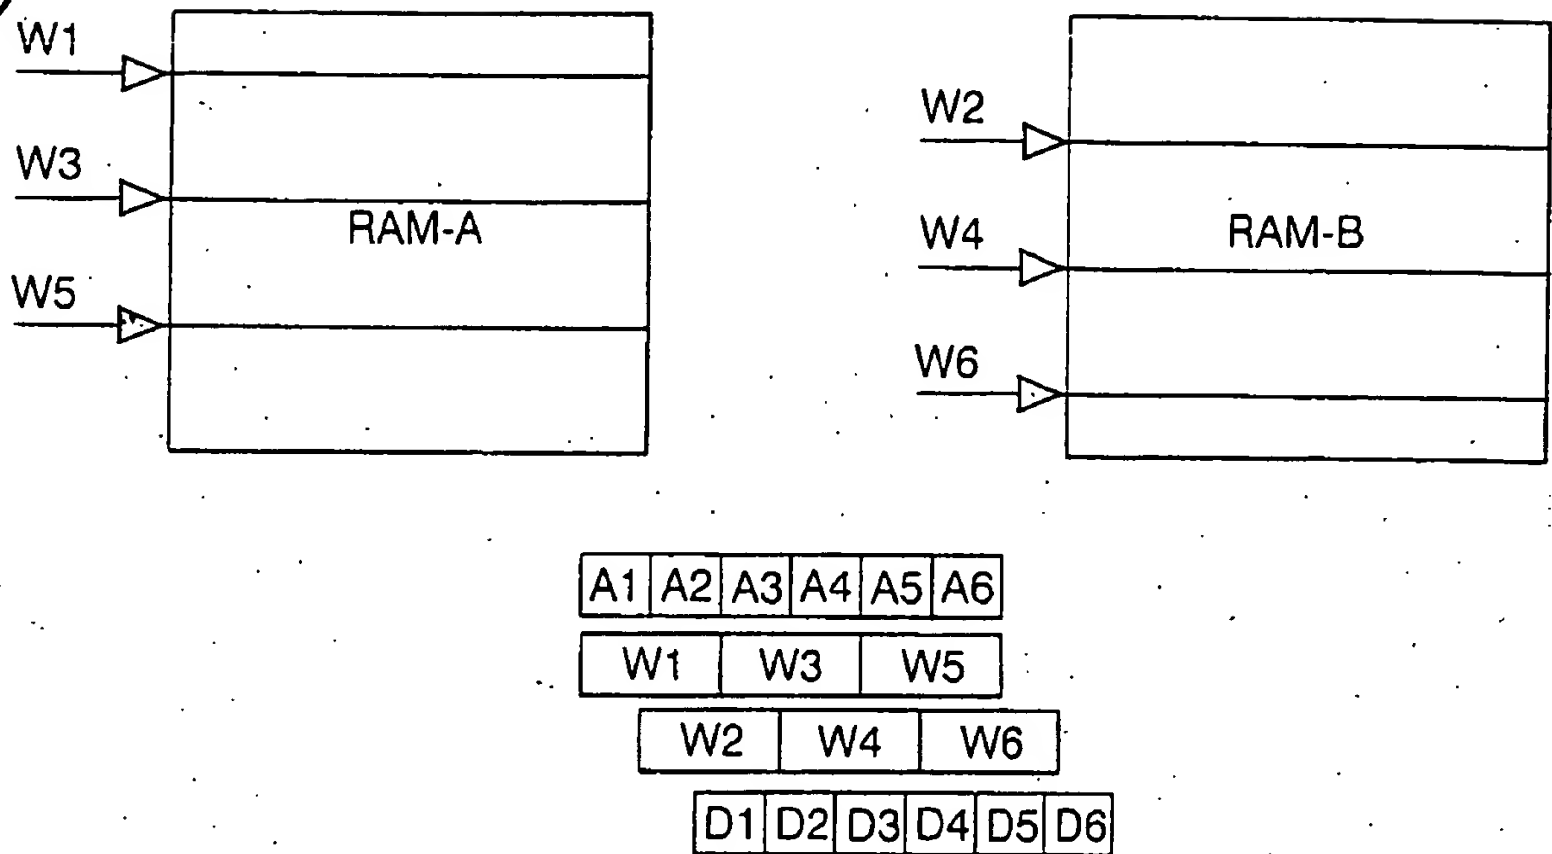 W1
W3
W5
RAM-A
W2
W4
W6
RAM-B
A1 A2 A3 A4 A5 A6
W1 W3 W5
W2 W4 W6
D1 D2 D3 D4 D5 D6